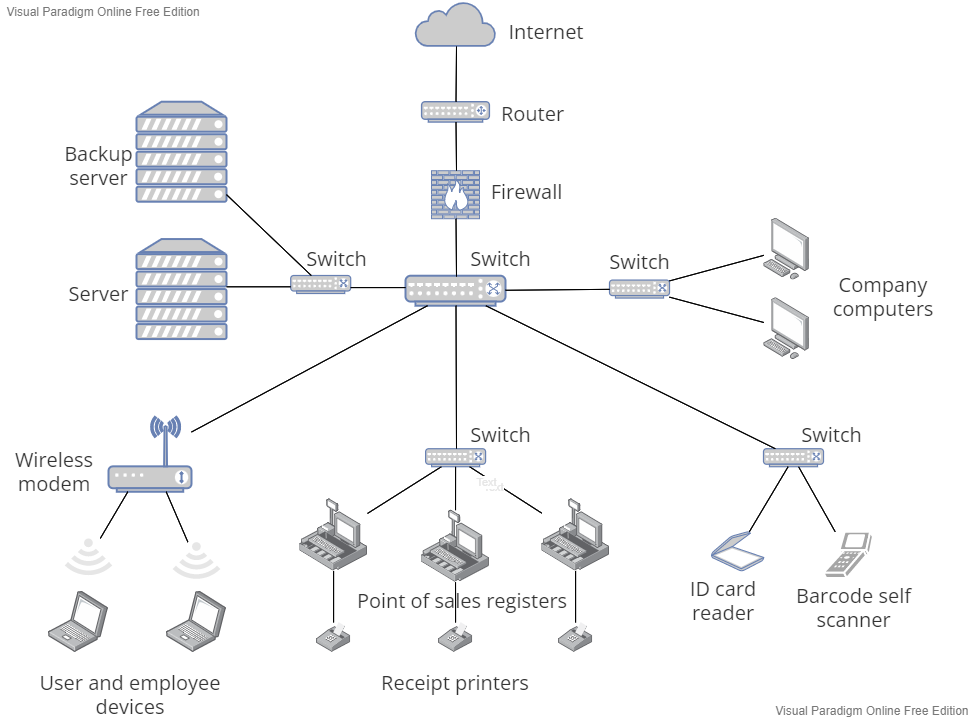 Visual Paradigm Online Free Edition
Internet
Router
Backup
server
Firewall
Switch
Switch
Switch
Server
Company
computers
Wireless
modem
Switch
Switch
Text
ID card
reader
Barcode self
scanner
Point of sales registers
User and employee
devices
Receipt printers
Visual Paradigm Online Free Edition